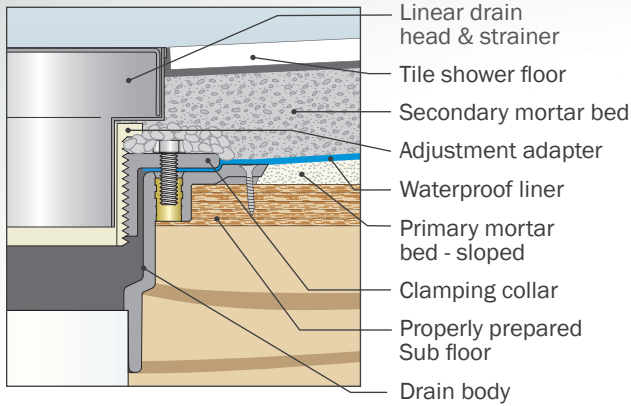 Linear drain
head & strainer
Tile shower floor
Secondary mortar bed
Adjustment adapter
Waterproof liner
Primary mortar
bed - sloped
Clamping collar
Properly prepared
Sub floor
Drain body